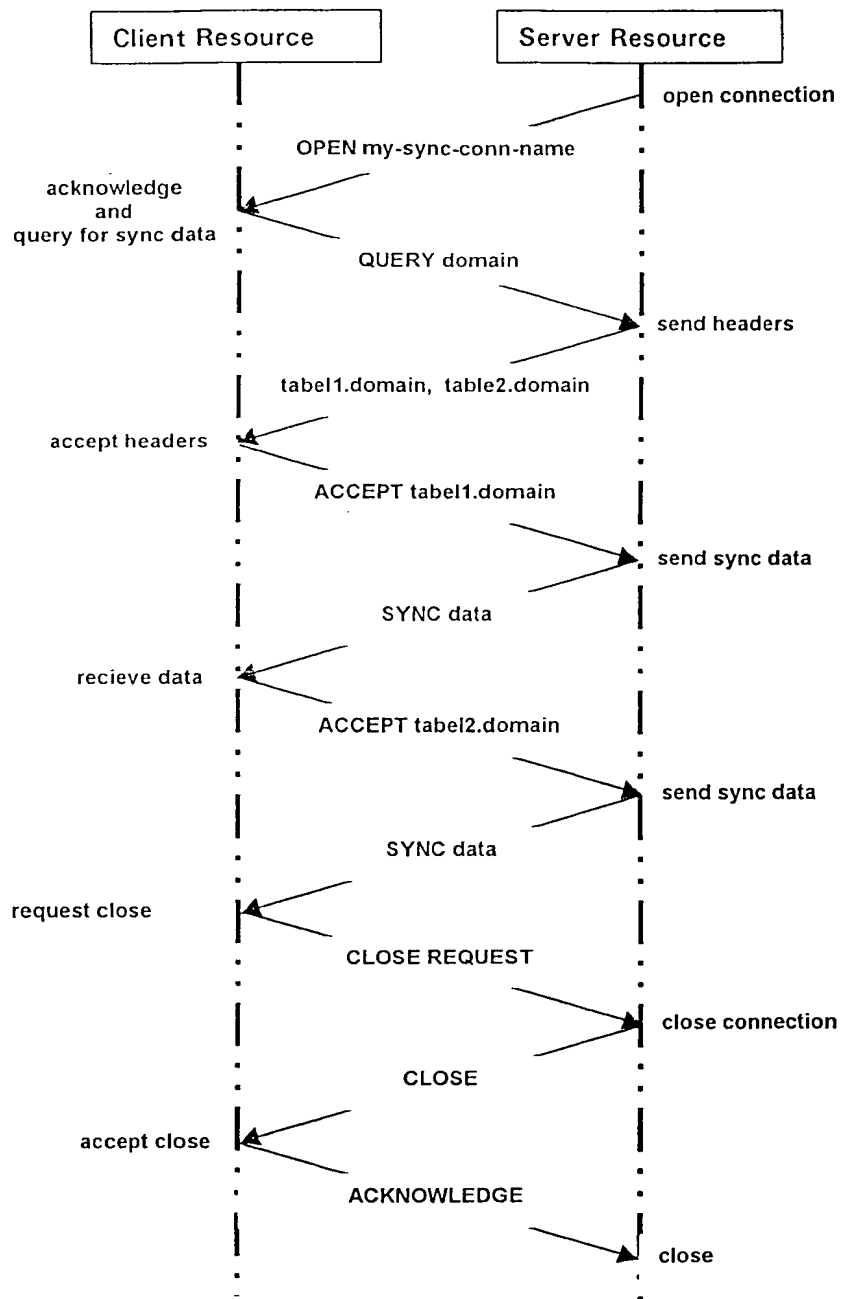 Client Resource
Server Resource
open connection
OPEN my-sync-conn-name
acknowledge
and
query for sync data
QUERY domain
send headers
tabel1.domain, table2.domain
accept headers
ACCEPT tabel1.domain
send sync data
SYNC data
recieve data
ACCEPT tabel2.domain
send sync data
SYNC data
request close
CLOSE REQUEST
close connection
CLOSE
accept close
ACKNOWLEDGE
close